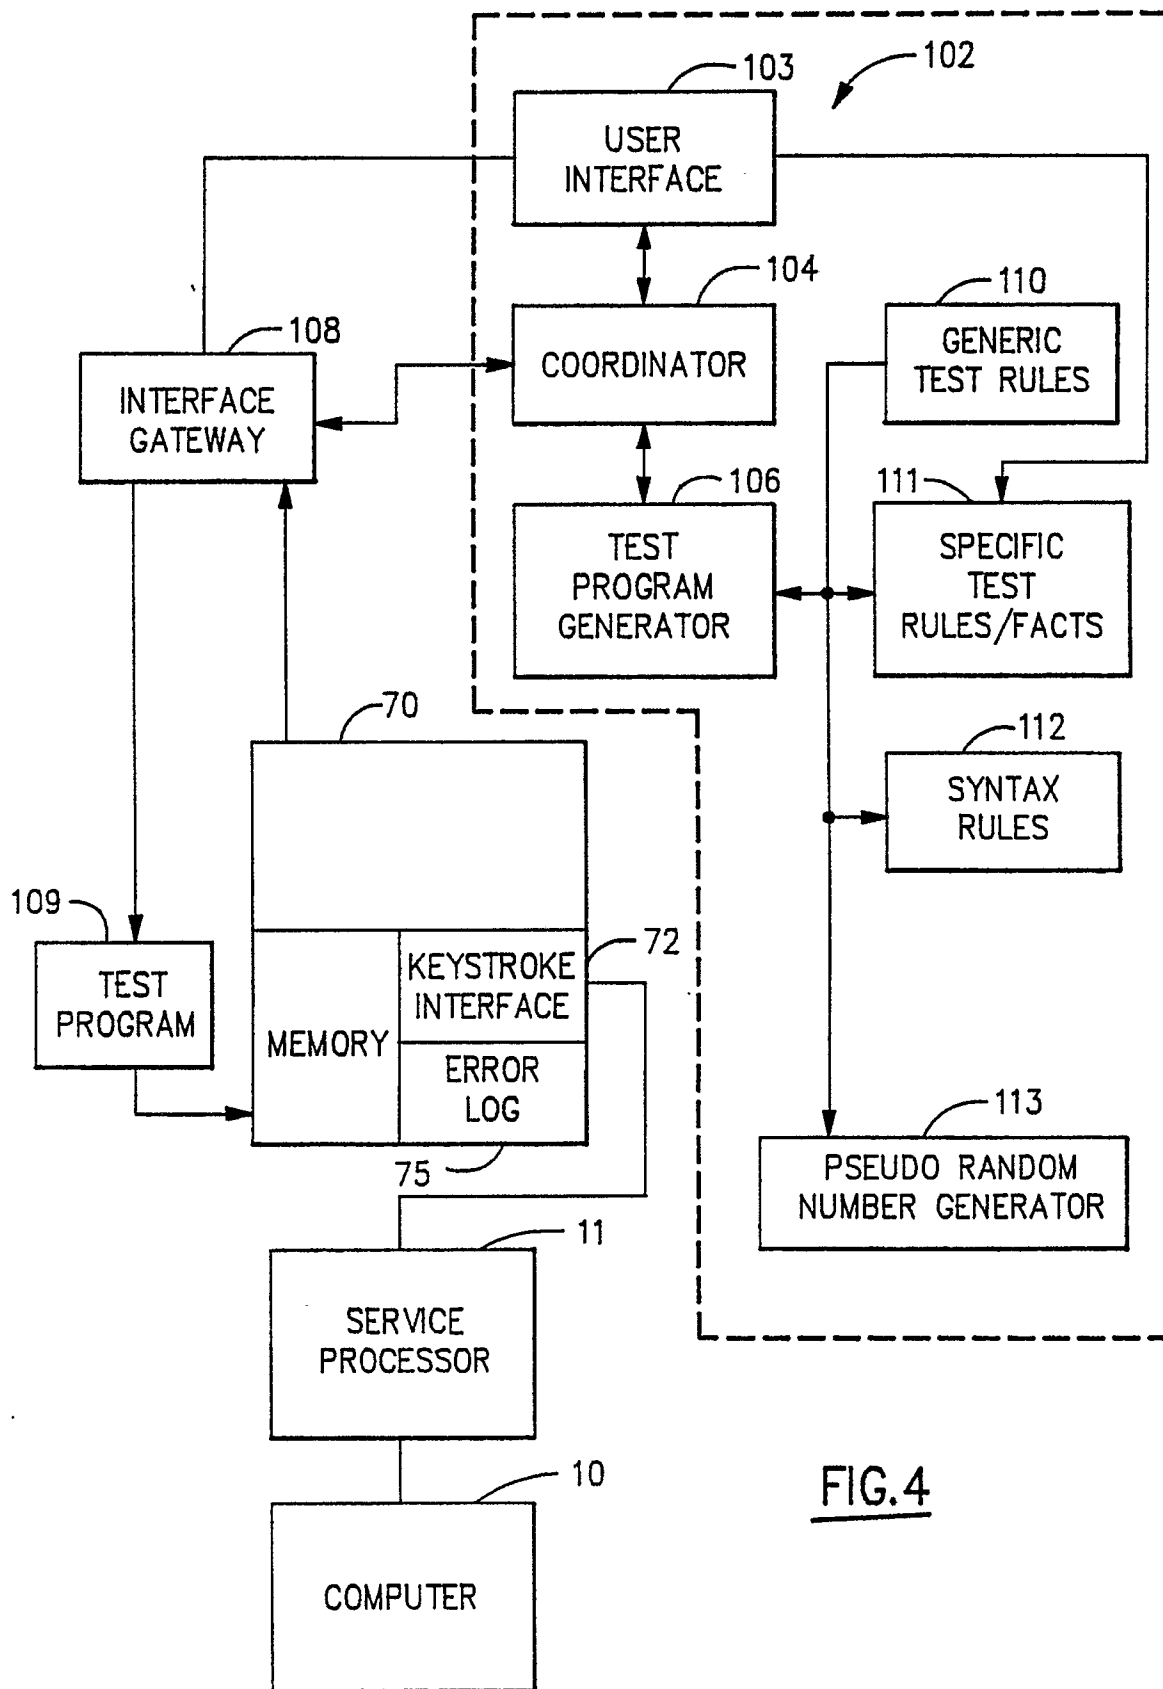 102
103
USER
INTERFACE
104
COORDINATOR
110
GENERIC
TEST RULES
108
INTERFACE
GATEWAY
106
TEST
PROGRAM
GENERATOR
111
SPECIFIC
TEST
RULES/FACTS
70
112
SYNTAX
RULES
109
TEST
PROGRAM
72
KEYSTROKE
INTERFACE
MEMORY
ERROR
LOG
75
113
PSEUDO RANDOM
NUMBER GENERATOR
11
SERVICE
PROCESSOR
10
COMPUTER
FIG.4